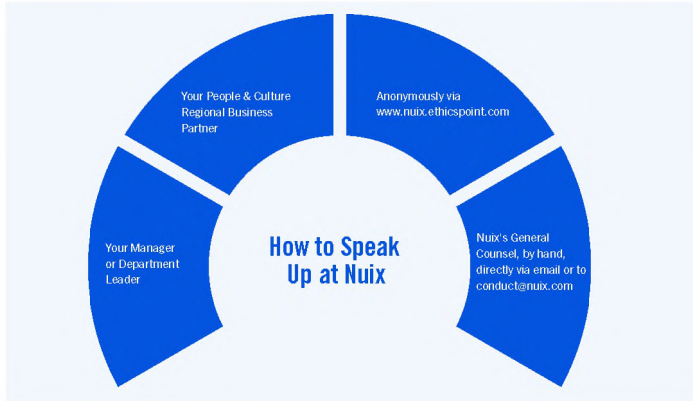 Your People & Culture
Regional Business
Partner
Anonymously via
www.nuix.ethicspoint.com
Your Manager
or Department
Leader
How to Speak
Up at Nuix
Nuix's General
Counsel, by hand,
directly via email or to
conduct@nuix.com